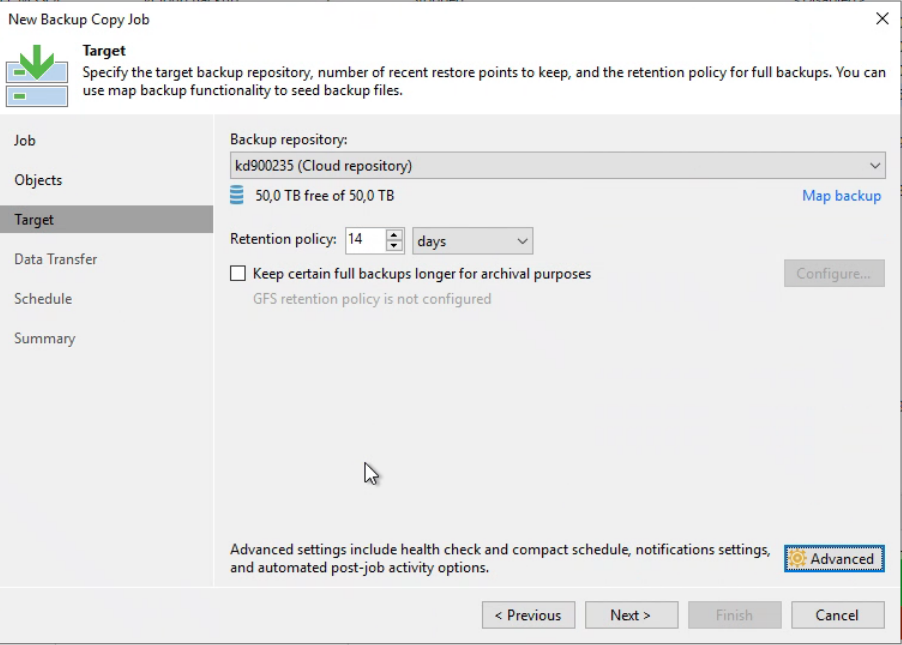 New Backup Copy Job
Target
Specify the target backup repository, number of recent restore points to keep, and the retention policy for full backups. You can
use map backup functionality to seed backup files.
Job
Objects
Target
Data Transfer
Schedule
Summary
Backup repository:
kd900235 (Cloud repository)
50,0 TB free of 50,0 TB
Map backup
Retention policy: 14 days
Keep certain full backups longer for archival purposes
Configure...
GFS retention policy is not configured
Advanced settings include health check and compact schedule, notifications settings,
and automated post-job activity options.
Advanced
< Previous
Next >
Finish
Cancel